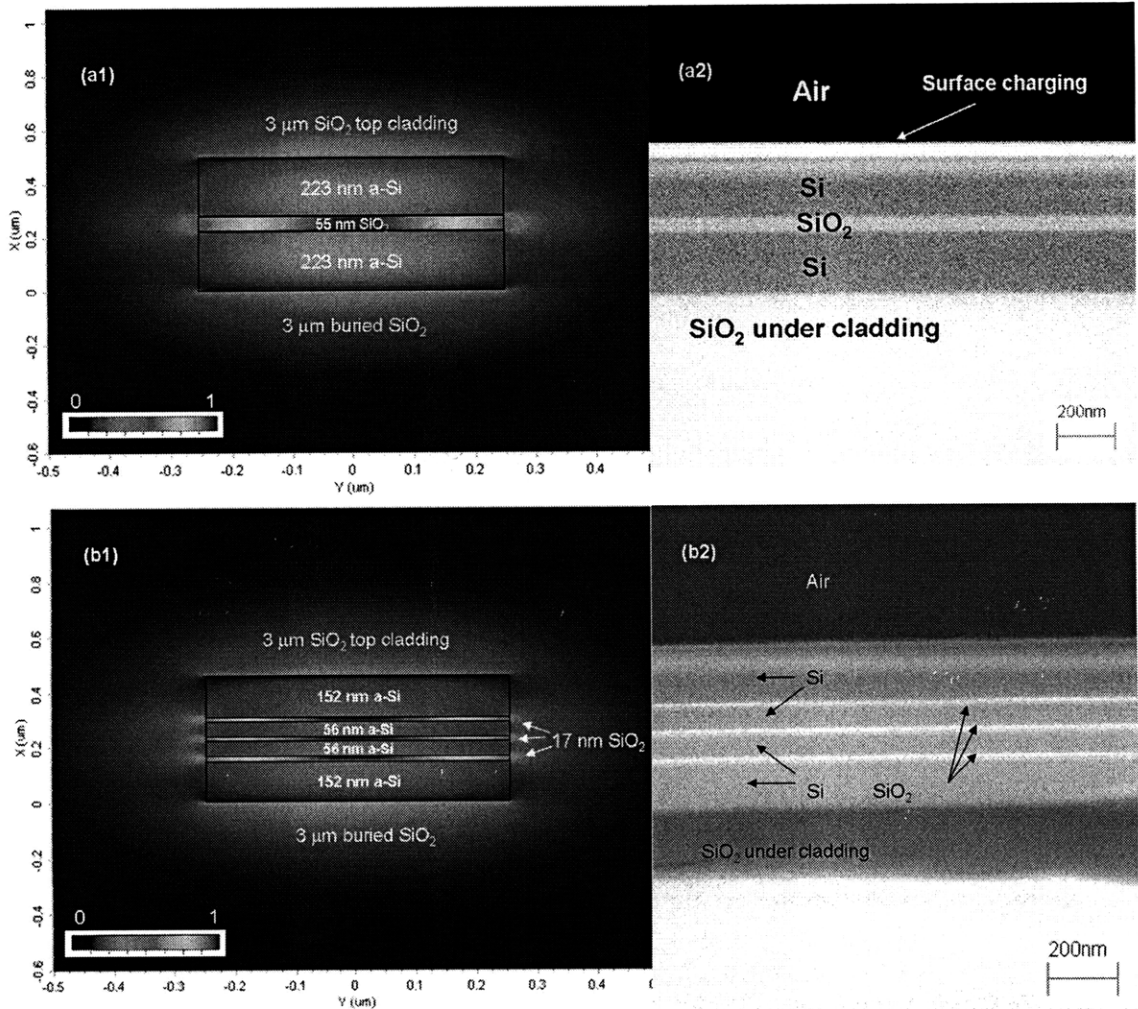 (a1)
3 μm SiO₂ top cladding
223 nm a-Si
55 nm SiO₂
223 nm a-Si
3 μm buried SiO₂
0 1
X (um)
1
0.8
0.6
0.4
0.2
0
-0.2
-0.4
-0.6
-0.5 -0.4 -0.3 -0.2 -0.1 0 0.1 0.2 0.3 0.4
Y (um)
(a2)
Air
Surface charging
Si
SiO₂
Si
SiO₂ under cladding
200nm
(b1)
3 μm SiO₂ top cladding
152 nm a-Si
56 nm a-Si
56 nm a-Si
17 nm SiO₂
152 nm a-Si
3 μm buried SiO₂
0 1
X (um)
1
0.8
0.6
0.4
0.2
0
-0.2
-0.4
-0.6
-0.5 -0.4 -0.3 -0.2 -0.1 0 0.1 0.2 0.3 0.4
Y (um)
(b2)
Air
Si
Si SiO₂
SiO₂ under cladding
200nm